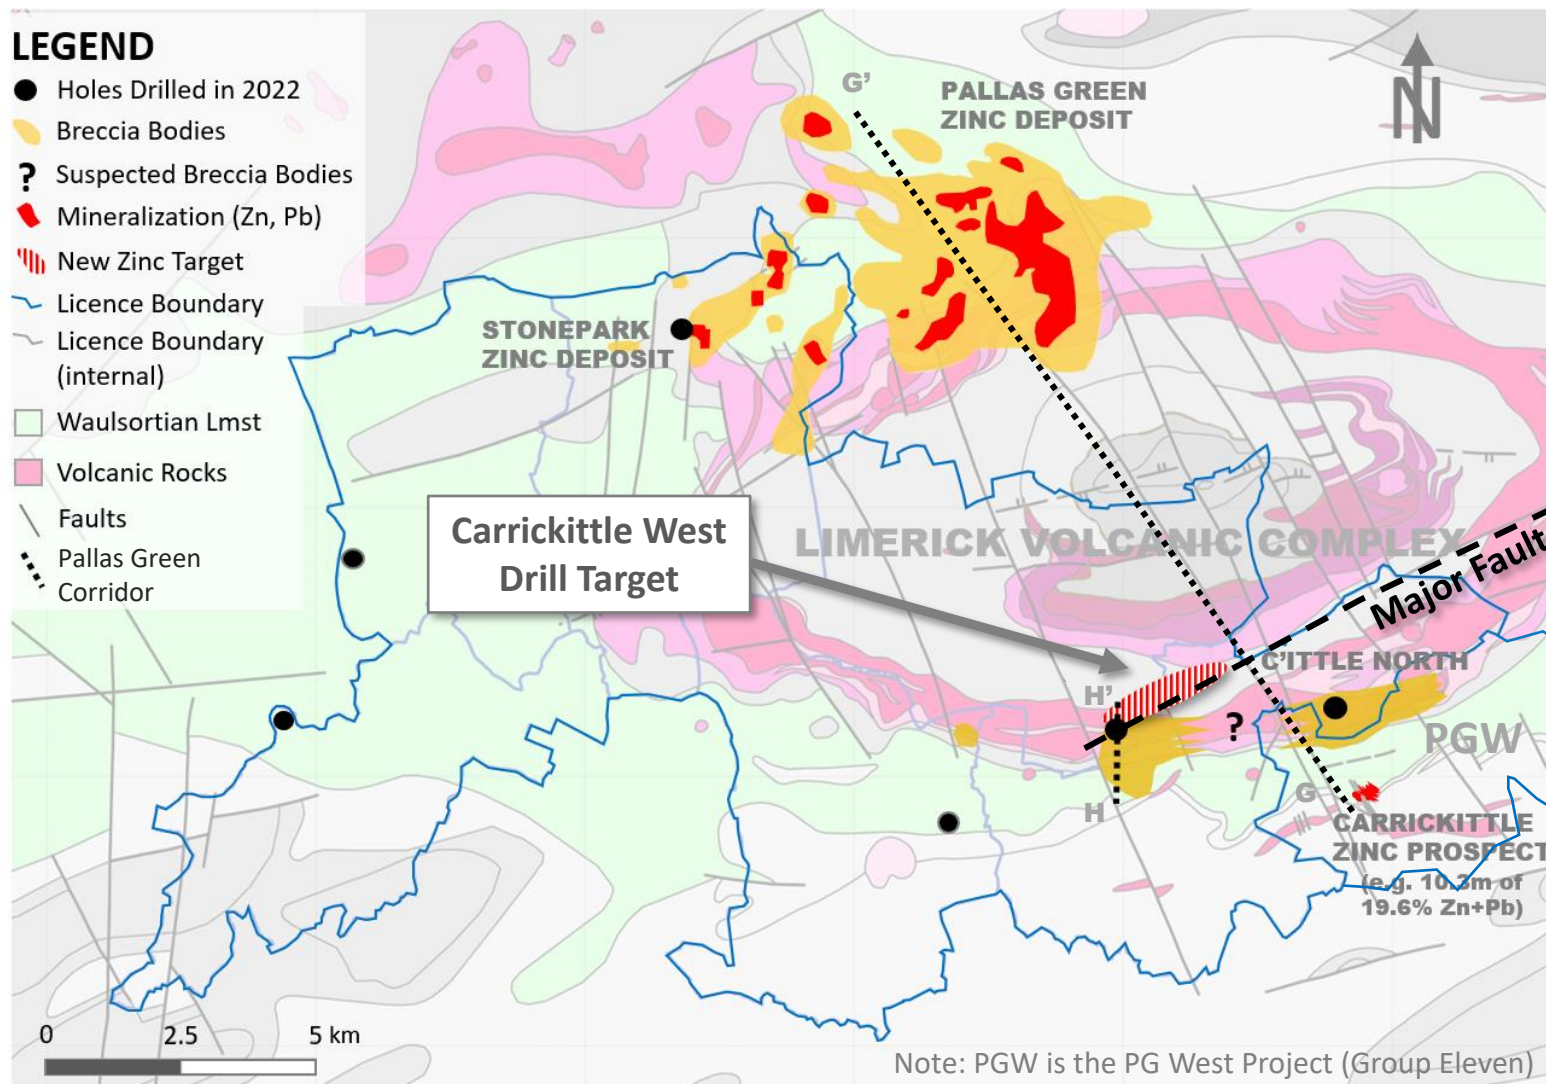 LEGEND
Holes Drilled in 2022
Breccia Bodies
? Suspected Breccia Bodies
Mineralization (Zn, Pb)
New Zinc Target
Licence Boundary
Licence Boundary
(internal)
Waulsortian Lmst
Volcanic Rocks
Faults
Pallas Green
Corridor
G’
PALLAS GREEN
ZINC DEPOSIT
N
STONEPARK
ZINC DEPOSIT
Carrickittle West
Drill Target
LIMERICK VOLCANIC COMPLEX
Major Fault
C’ITTLE NORTH
H’
?
PGW
H
G
CARRICKITTLE
ZINC PROSPECT
(e.g. 10.3m of
19.6% Zn+Pb)
0 2.5 5 km
Note: PGW is the PG West Project (Group Eleven)